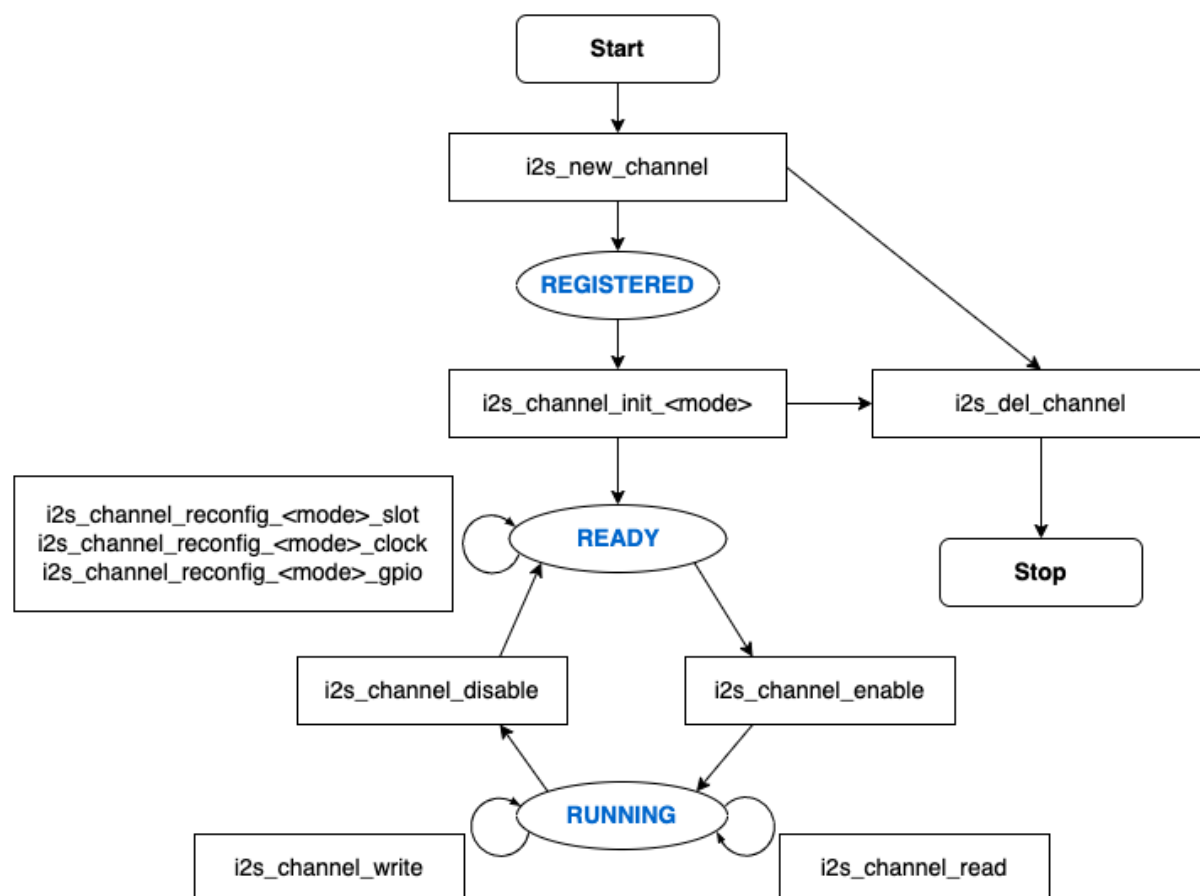 Start
i2s_new_channel
REGISTERED
i2s_channel_init_<mode>
i2s_del_channel
i2s_channel_reconfig_<mode>_slot
i2s_channel_reconfig_<mode>_clock
i2s_channel_reconfig_<mode>_gpio
READY
Stop
i2s_channel_disable
i2s_channel_enable
RUNNING
i2s_channel_write
i2s_channel_read